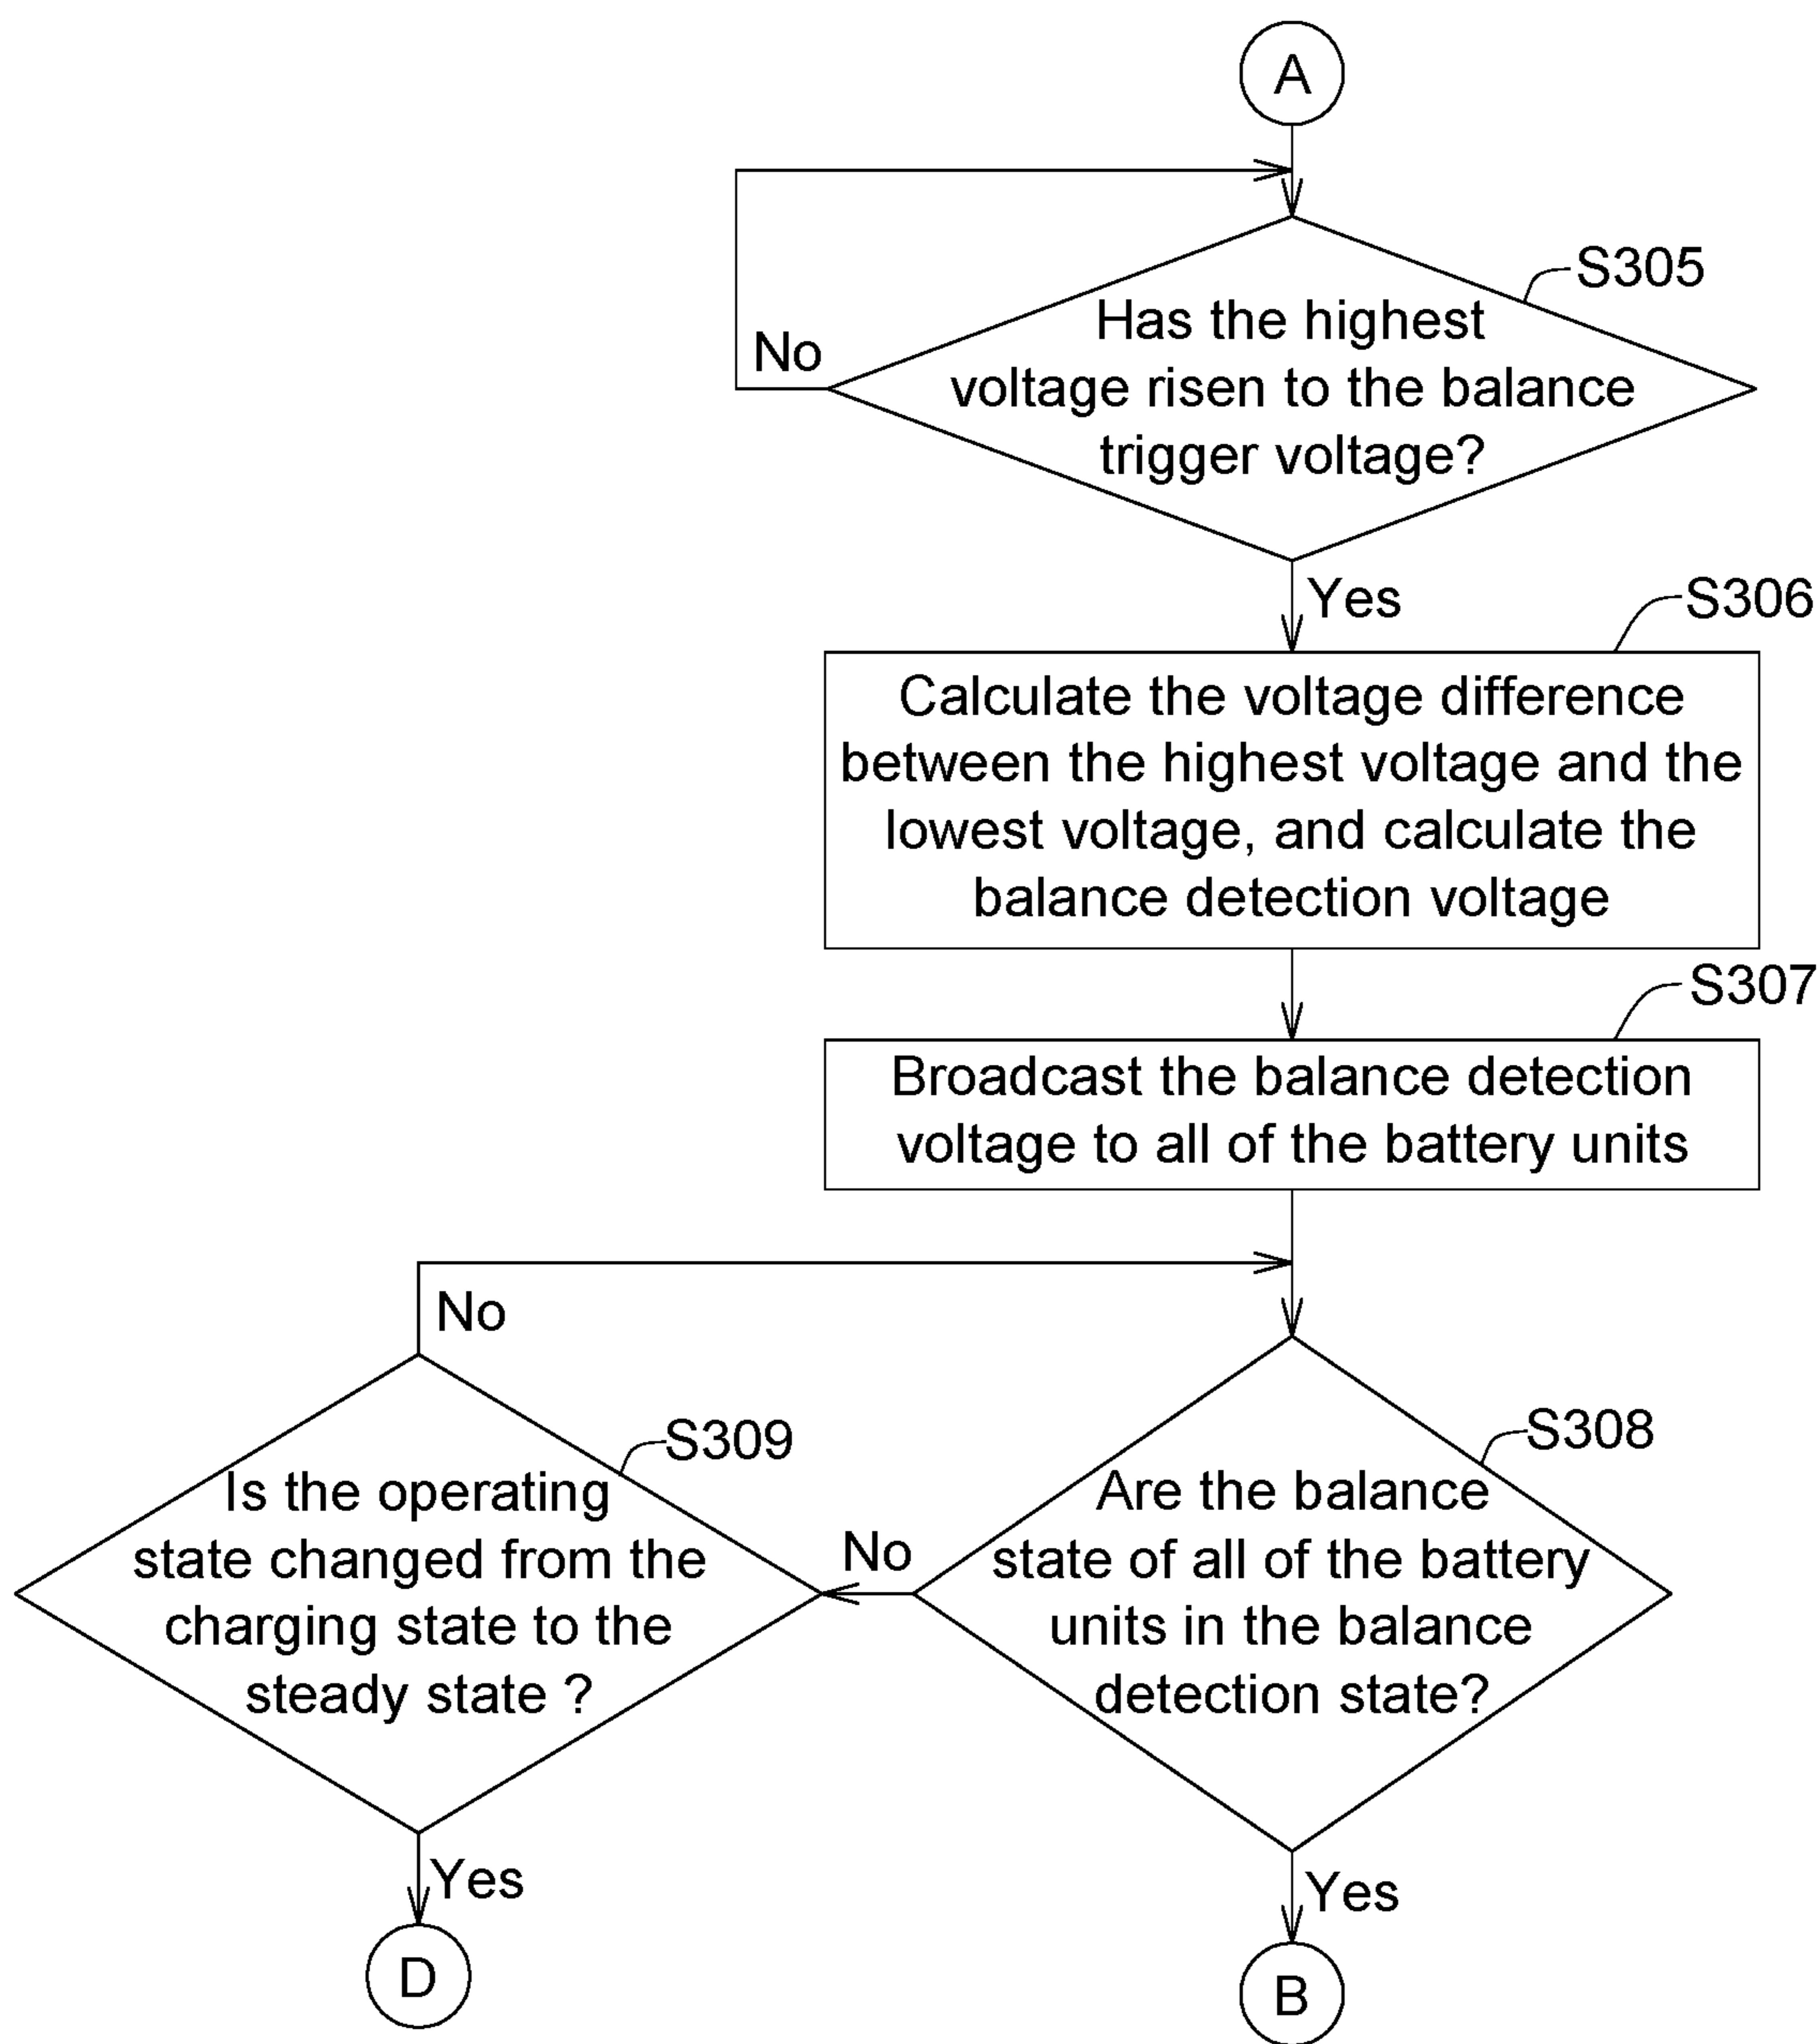 A
S305
Has the highest
voltage risen to the balance
trigger voltage?
No
Yes
S306
Calculate the voltage difference
between the highest voltage and the
lowest voltage, and calculate the
balance detection voltage
S307
Broadcast the balance detection
voltage to all of the battery units
No
S309
Is the operating
state changed from the
charging state to the
steady state ?
No
S308
Are the balance
state of all of the battery
units in the balance
detection state?
Yes
Yes
D
B